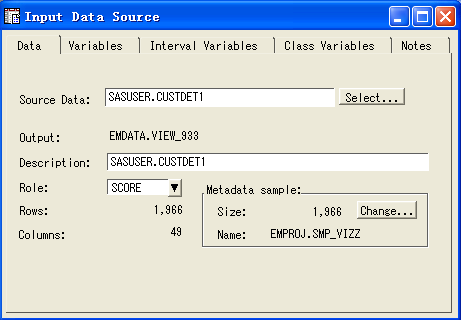 Input Data Source
Data Variables Interval Variables Class Variables Notes
Source Data: SASUSER.CUSTDET1 Select...
Output: EMDATA.VIEW_933
Description: SASUSER.CUSTDET1
Role: SCORE Metadata sample:
Rows: 1,966 Size: 1,966 Change...
Columns: 49 Name: EMPROJ.SMP_VIZZ